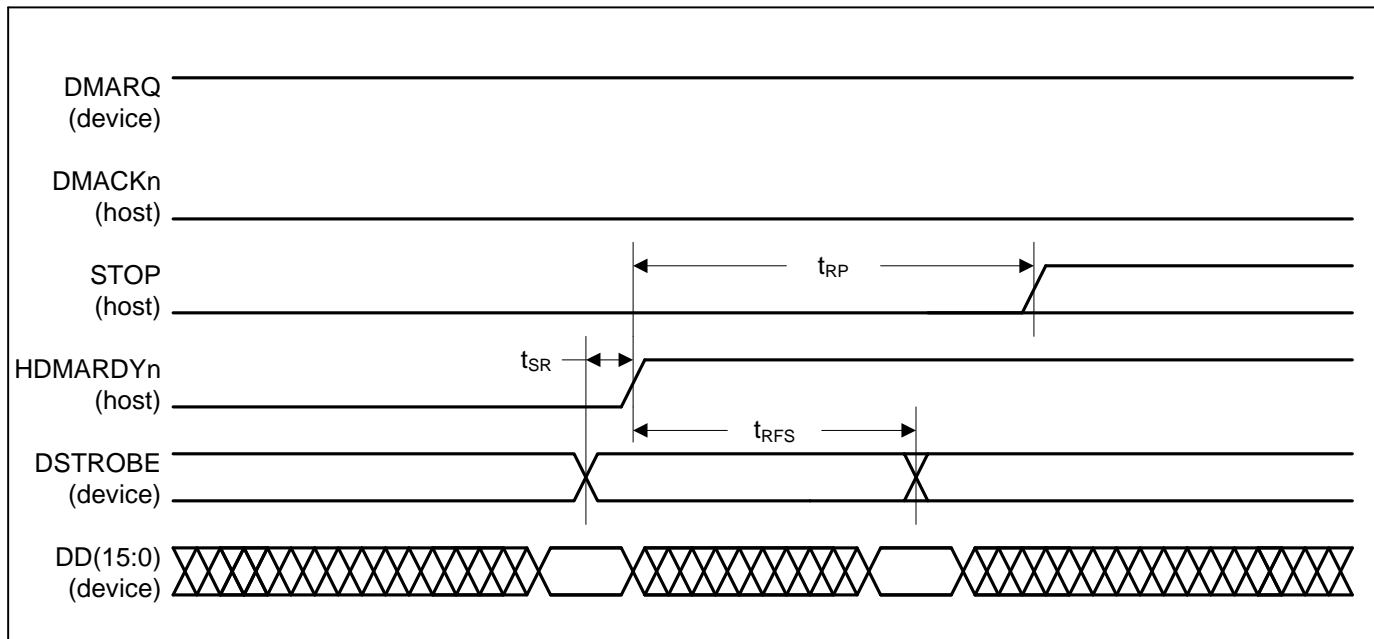 DMARQ
(device)
DMACKn
(host)
STOP
(host)
tRP
HDMARDYn
(host)
tSR
tRFS
DSTROBE
(device)
DD(15:0)
(device)